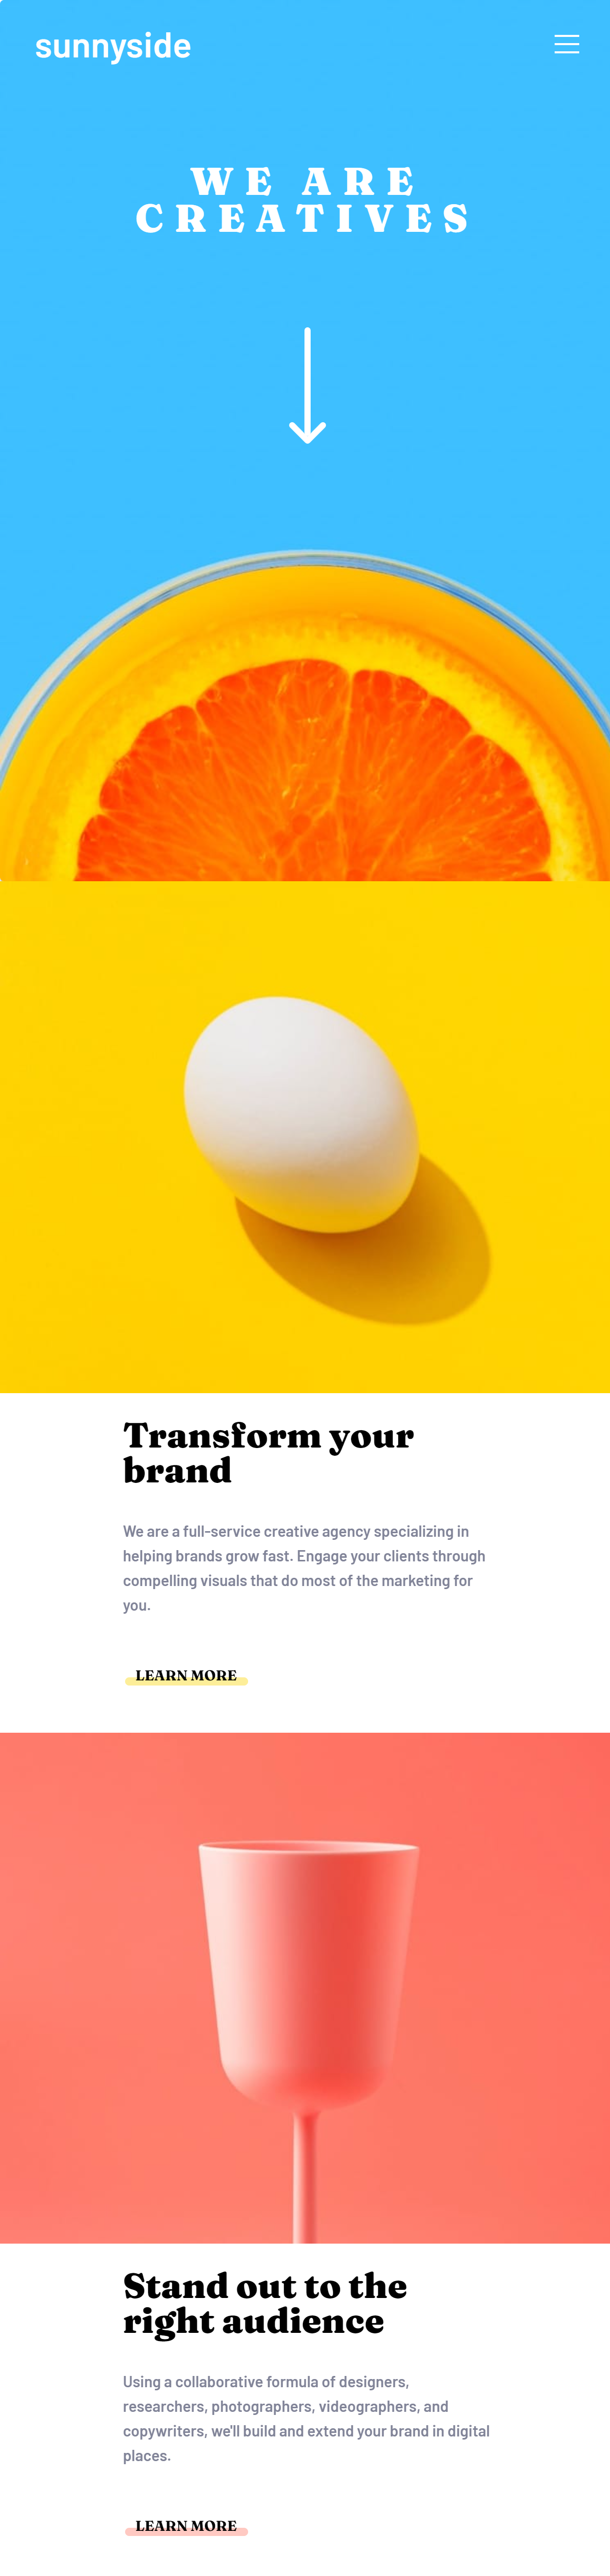 sunnyside
WE ARE
CREATIVES
Transform your
brand
We are a full-service creative agency specializing in
helping brands grow fast. Engage your clients through
compelling visuals that do most of the marketing for
you.
LEARN MORE
Stand out to the
right audience
Using a collaborative formula of designers,
researchers, photographers, videographers, and
copywriters, we'll build and extend your brand in digital
places.
LEARN MORE